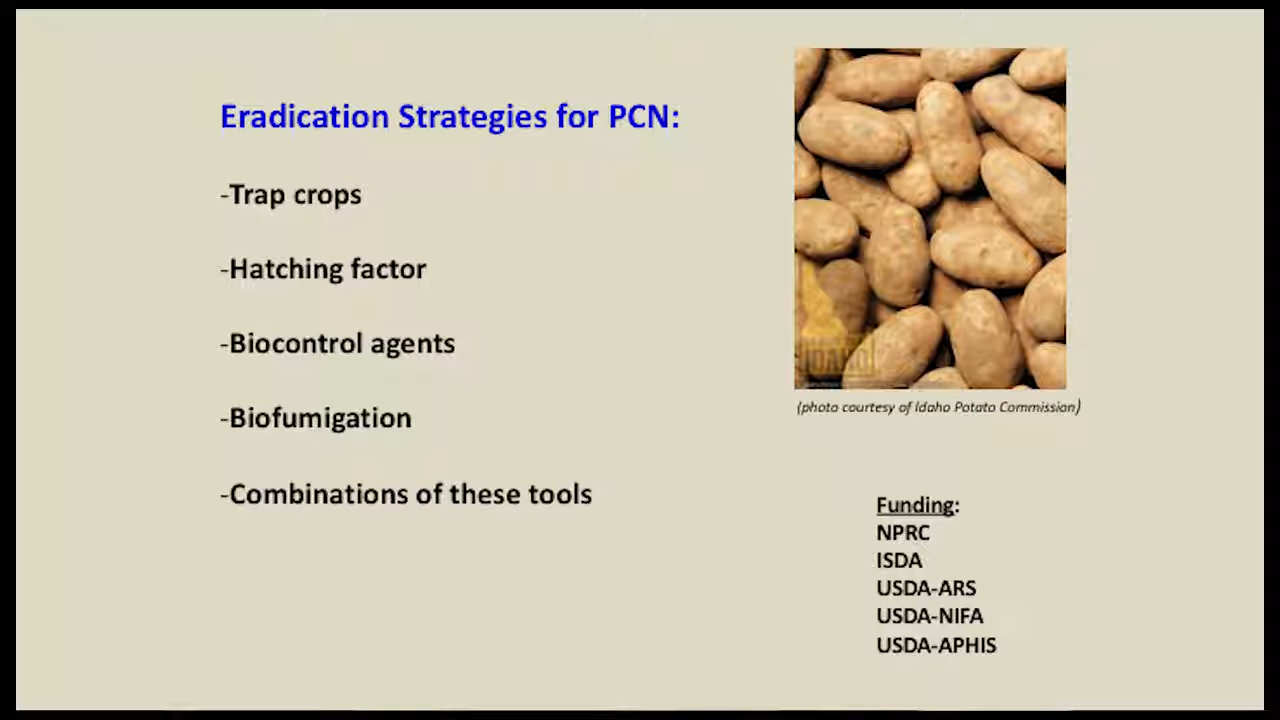 Eradication Strategies for PCN:
-Trap crops
-Hatching factor
-Biocontrol agents
-Biofumigation
-Combinations of these tools
IDAHO
(photo courtesy of Idaho Potato Commission)
Funding:
NPRC
ISDA
USDA-ARS
USDA-NIFA
USDA-APHIS